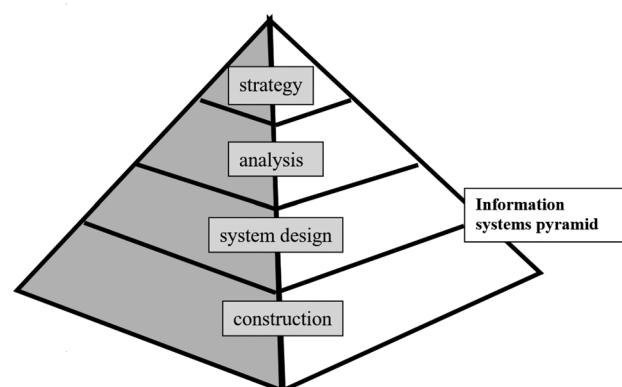 strategy
analysis
system design
Information
systems pyramid
construction